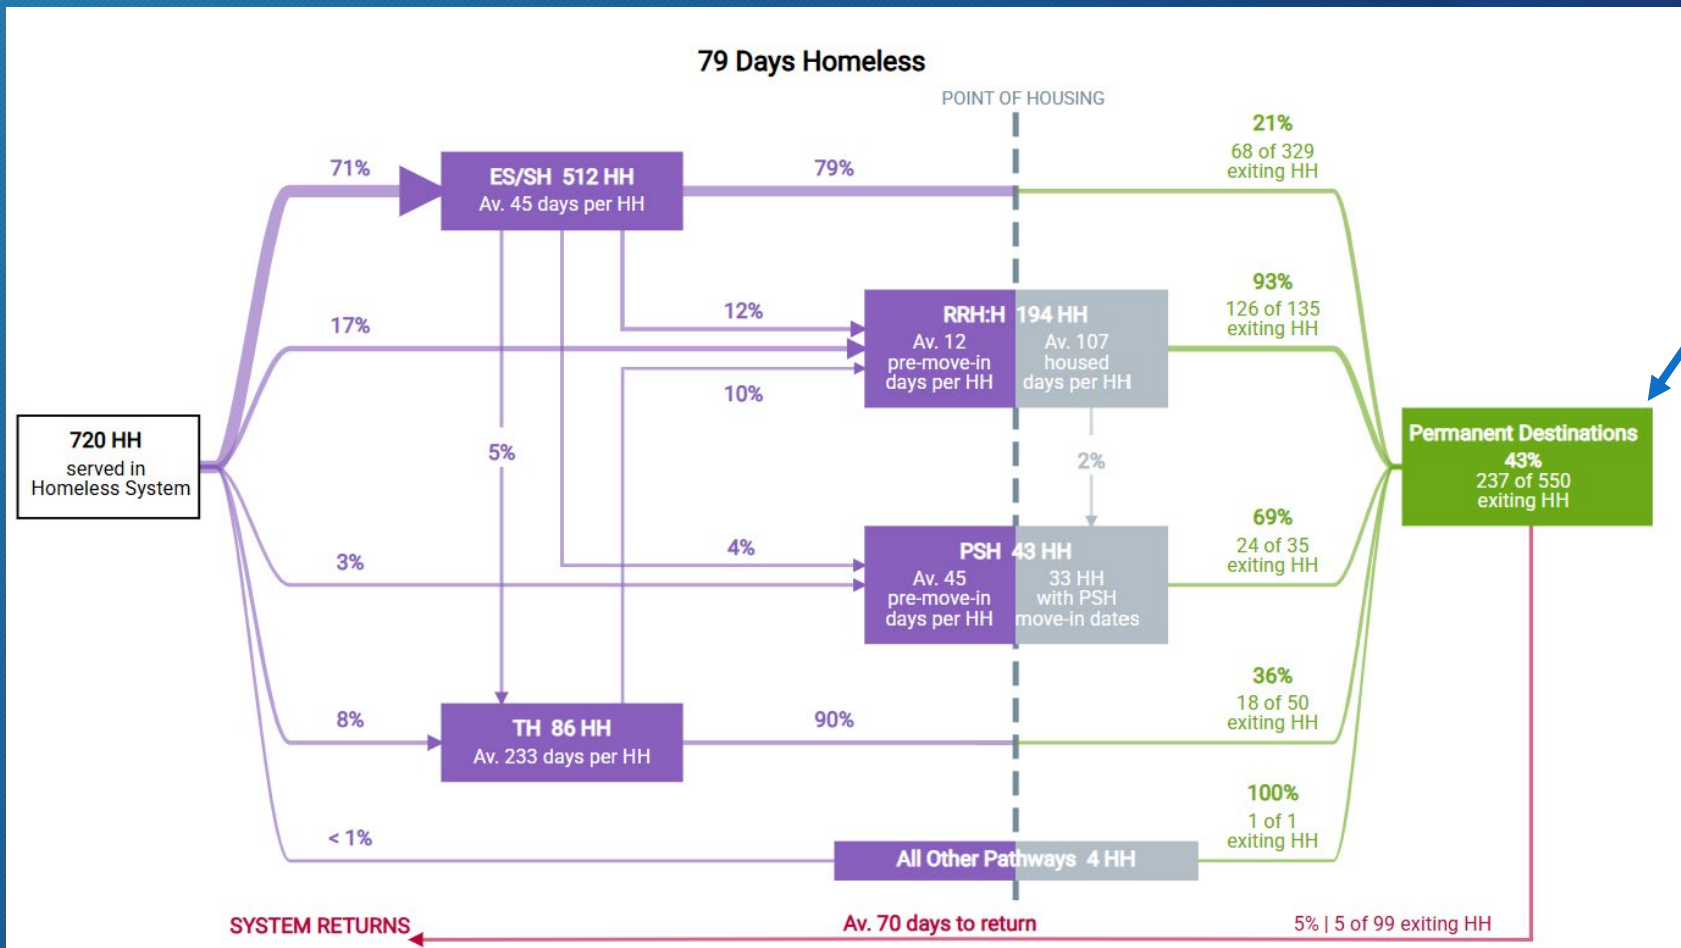 79 Days Homeless
POINT OF HOUSING
71%
ES/SH 512 HH
Av. 45 days per HH
79%
21%
68 of 329
exiting HH
17%
12%
10%
RRH:H 194 HH
Av. 12
pre-move-in
days per HH
Av. 107
housed
days per HH
93%
126 of 135
exiting HH
720 HH
served in
Homeless System
5%
2%
Permanent Destinations
43%
237 of 550
exiting HH
3%
4%
PSH 43 HH
Av. 45
pre-move-in
days per HH
33 HH
with PSH
move-in dates
69%
24 of 35
exiting HH
8%
TH 86 HH
Av. 233 days per HH
90%
36%
18 of 50
exiting HH
< 1%
All Other Pathways 4 HH
100%
1 of 1
exiting HH
SYSTEM RETURNS
Av. 70 days to return
5% | 5 of 99 exiting HH